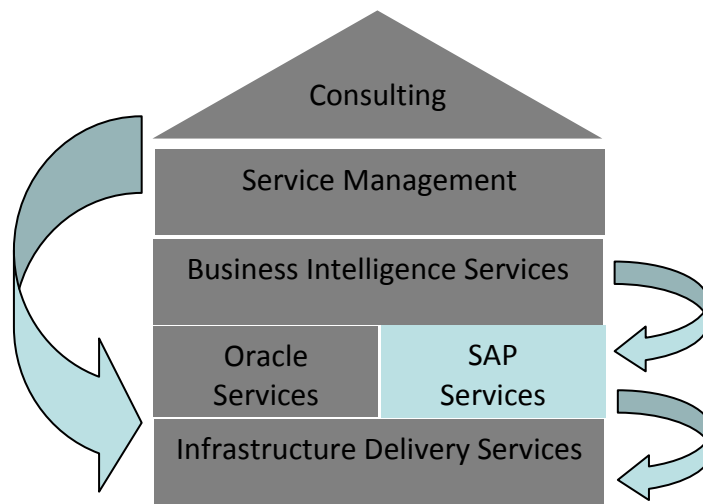 Consulting
Service Management
Business Intelligence Services
Oracle
Services
SAP
Services
Infrastructure Delivery Services